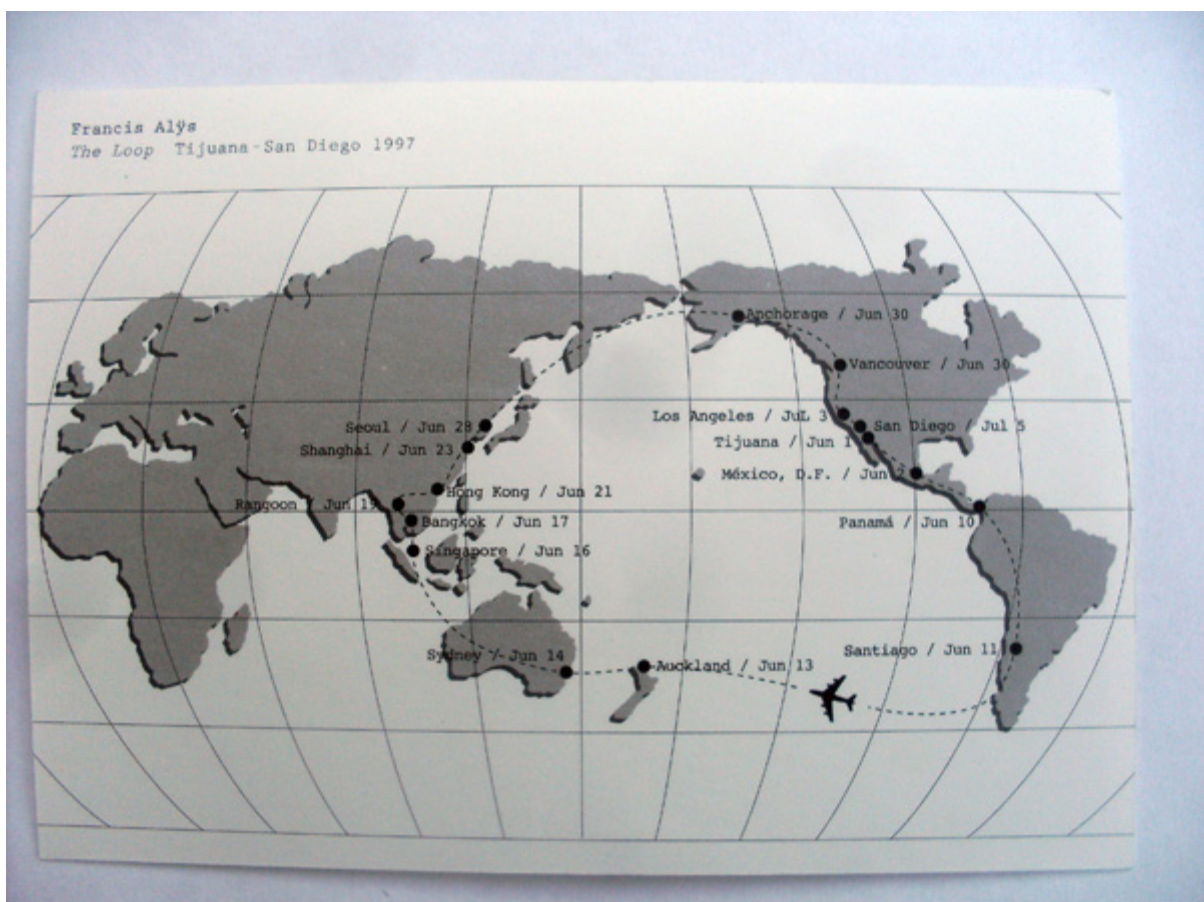 Francis Alÿs
The Loop Tijuana-San Diego 1997
Anchorage / Jun 30
Vancouver / Jun 30
Los Angeles / JuL 3
San Diego / Jul 5
Seoul / Jun 28
Tijuana / Jun 1
Shanghai / Jun 23
México, D.F. / Jun 7
Hong Kong / Jun 21
Rangoon / Jun 19
Bangkok / Jun 17
Panamá / Jun 10
Singapore / Jun 16
Santiago / Jun 11
Sydney / Jun 14
Auckland / Jun 13